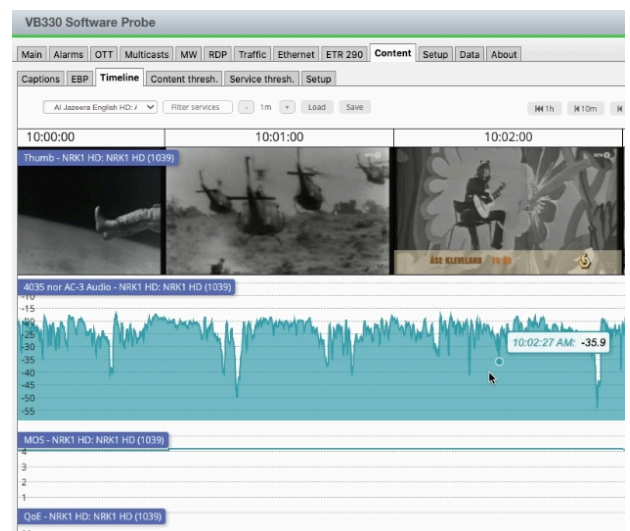 VB330 Software Probe
Main Alarms OTT Multicasts MW RDP Traffic Ethernet ETR 290 Content Setup Data About
Captions EBP Timeline Content thresh. Service thresh. Setup
Al Jazeera English HD: / Filter services - 1m + Load Save 1h 10m
10:00:00 10:01:00 10:02:00
Thumb - NRK1 HD: NRK1 HD (1039)
ÅSE KLEVELAND
4035 nor AC-3 Audio - NRK1 HD: NRK1 HD (1039)
-10
-15
-20
-25
-30
-35
-40
-45
-50
-55
10:02:27 AM: -35.9
MOS - NRK1 HD: NRK1 HD (1039)
4
3
2
1
QoE - NRK1 HD: NRK1 HD (1039)